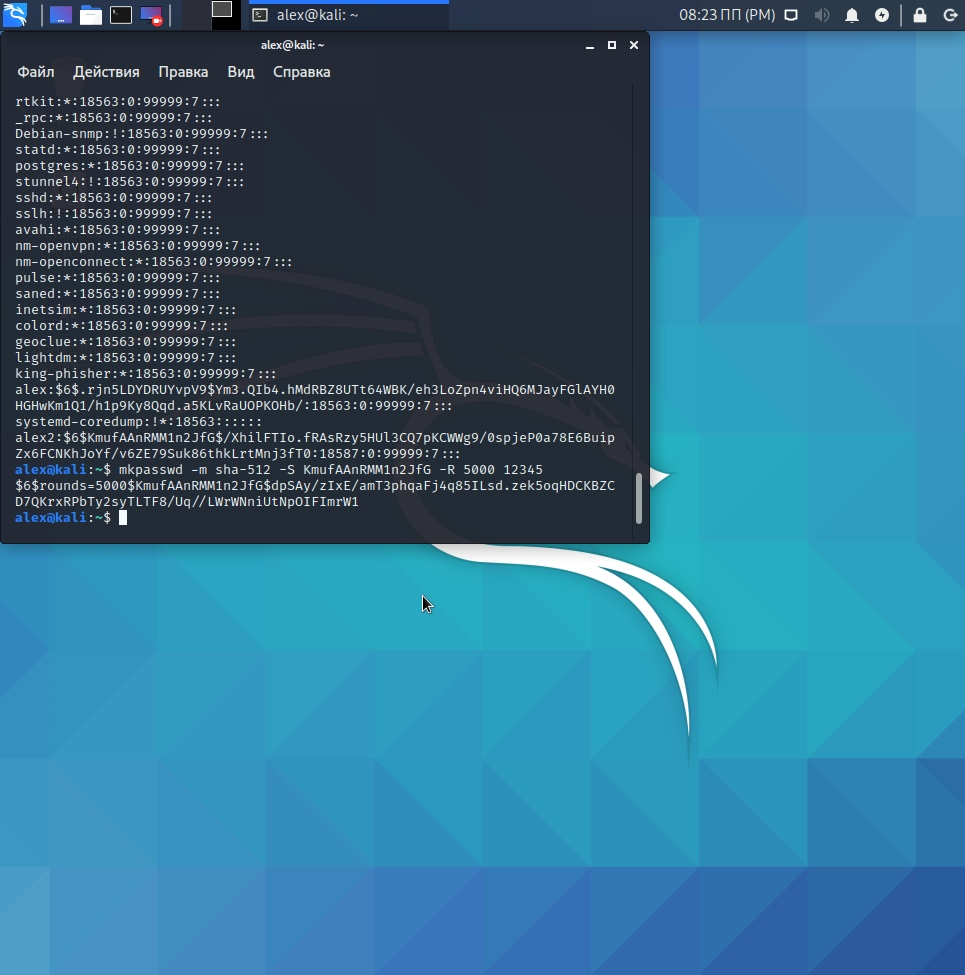 alex@kali: ~
08:23 ПП (PM)
alex@kali: ~
Файл Действия Правка Вид Справка
rtkit:*:18563:0:99999:7:::
_rpc:*:18563:0:99999:7:::
Debian-snmp:!:18563:0:99999:7:::
statd:*:18563:0:99999:7:::
postgres:*:18563:0:99999:7:::
stunnel4:!:18563:0:99999:7:::
sshd:*:18563:0:99999:7:::
sslh:!:18563:0:99999:7:::
avahi:*:18563:0:99999:7:::
nm-openvpn:*:18563:0:99999:7:::
nm-openconnect:*:18563:0:99999:7:::
pulse:*:18563:0:99999:7:::
saned:*:18563:0:99999:7:::
inetsim:*:18563:0:99999:7:::
colord:*:18563:0:99999:7:::
geoclue:*:18563:0:99999:7:::
lightdm:*:18563:0:99999:7:::
king-phisher:*:18563:0:99999:7:::
alex:$6$.rjn5LDYDRUYvpV9$Ym3.QIb4.hMdRBZ8UTt64WBK/eh3LoZpn4viHQ6MJayFGlAYH0
HGHwKm1Q1/h1p9Ky8Qqd.a5KLvRaUOPKOHb/:18563:0:99999:7:::
systemd-coredump:!*:18563::::::
alex2:$6$KmufAAnRMM1n2JfG$/XhilFTIo.fRAsRzy5HUl3CQ7pKCWWg9/0spjeP0a78E6Buip
Zx6FCNKhJoYf/v6ZE79Suk86thkLrtMnj3fT0:18587:0:99999:7:::
alex@kali:~$ mkpasswd -m sha-512 -S KmufAAnRMM1n2JfG -R 5000 12345
$6$rounds=5000$KmufAAnRMM1n2JfG$dpSAy/zIxE/amT3phqaFj4q85ILsd.zek5oqHDCKBZC
D7QKrxRPbTy2syTLTF8/Uq//LWrWNniUtNpOIFImrW1
alex@kali:~$